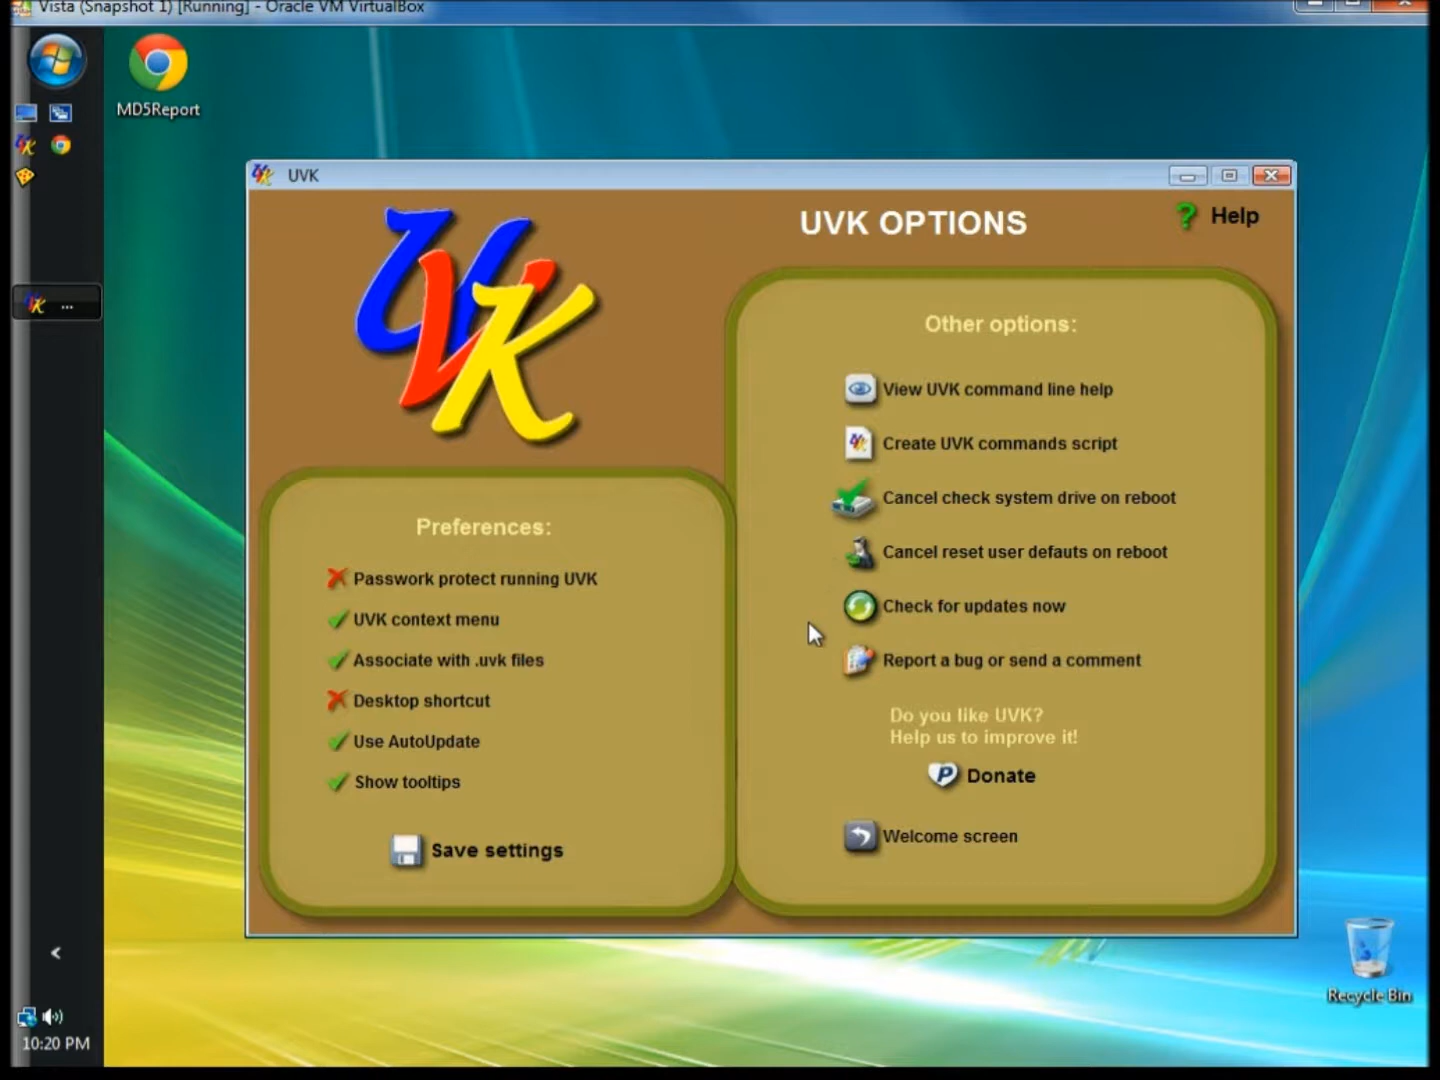 Vista (Snapshot 1) [Running] - Oracle VM VirtualBox
MD5Report
UVK
UVK
UVK OPTIONS
Help
Other options:
View UVK command line help
Create UVK commands script
Cancel check system drive on reboot
Cancel reset user defauts on reboot
Check for updates now
Report a bug or send a comment
Do you like UVK?
Help us to improve it!
Donate
Welcome screen
Preferences:
Passwork protect running UVK
UVK context menu
Associate with .uvk files
Desktop shortcut
Use AutoUpdate
Show tooltips
Save settings
...
Recycle Bin
10:20 PM